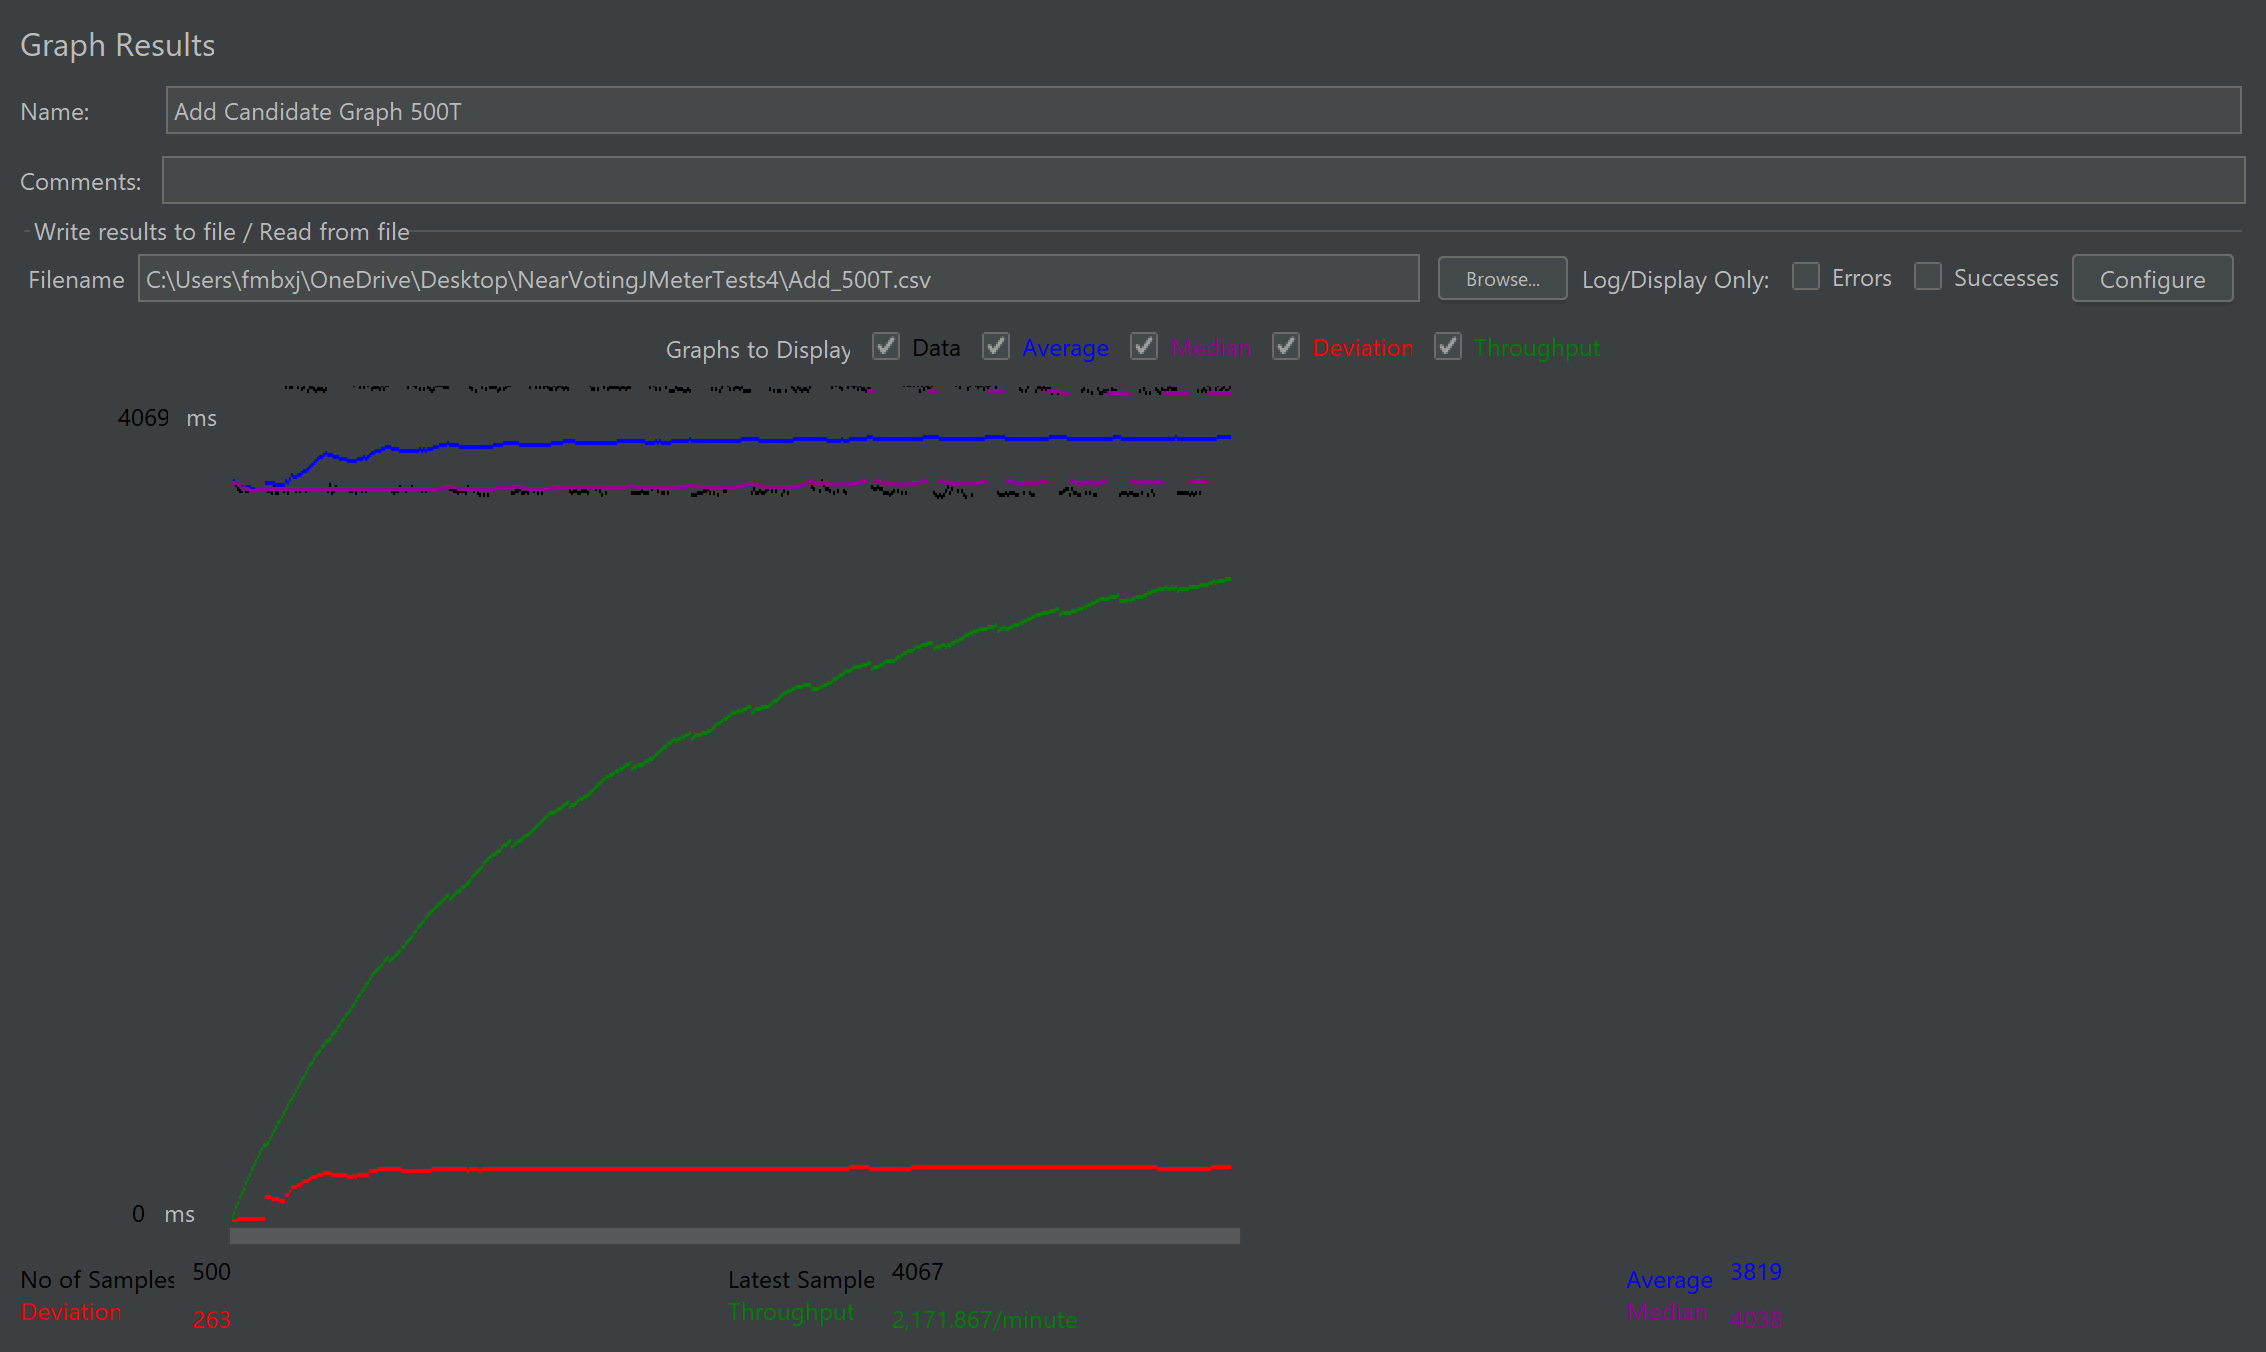 Graph Results
Name: Add Candidate Graph 500T
Comments:
Write results to file / Read from file
Filename C:\Users\fmbxj\OneDrive\Desktop\NearVotingJMeterTests4\Add_500T.csv Browse... Log/Display Only: Errors Successes Configure
Graphs to Display Data Average Median Deviation Throughput
4069 ms
0 ms
No of Samples 500 Latest Sample 4067 Average 3819
Deviation 263 Throughput 2,171.867/minute Median 4038